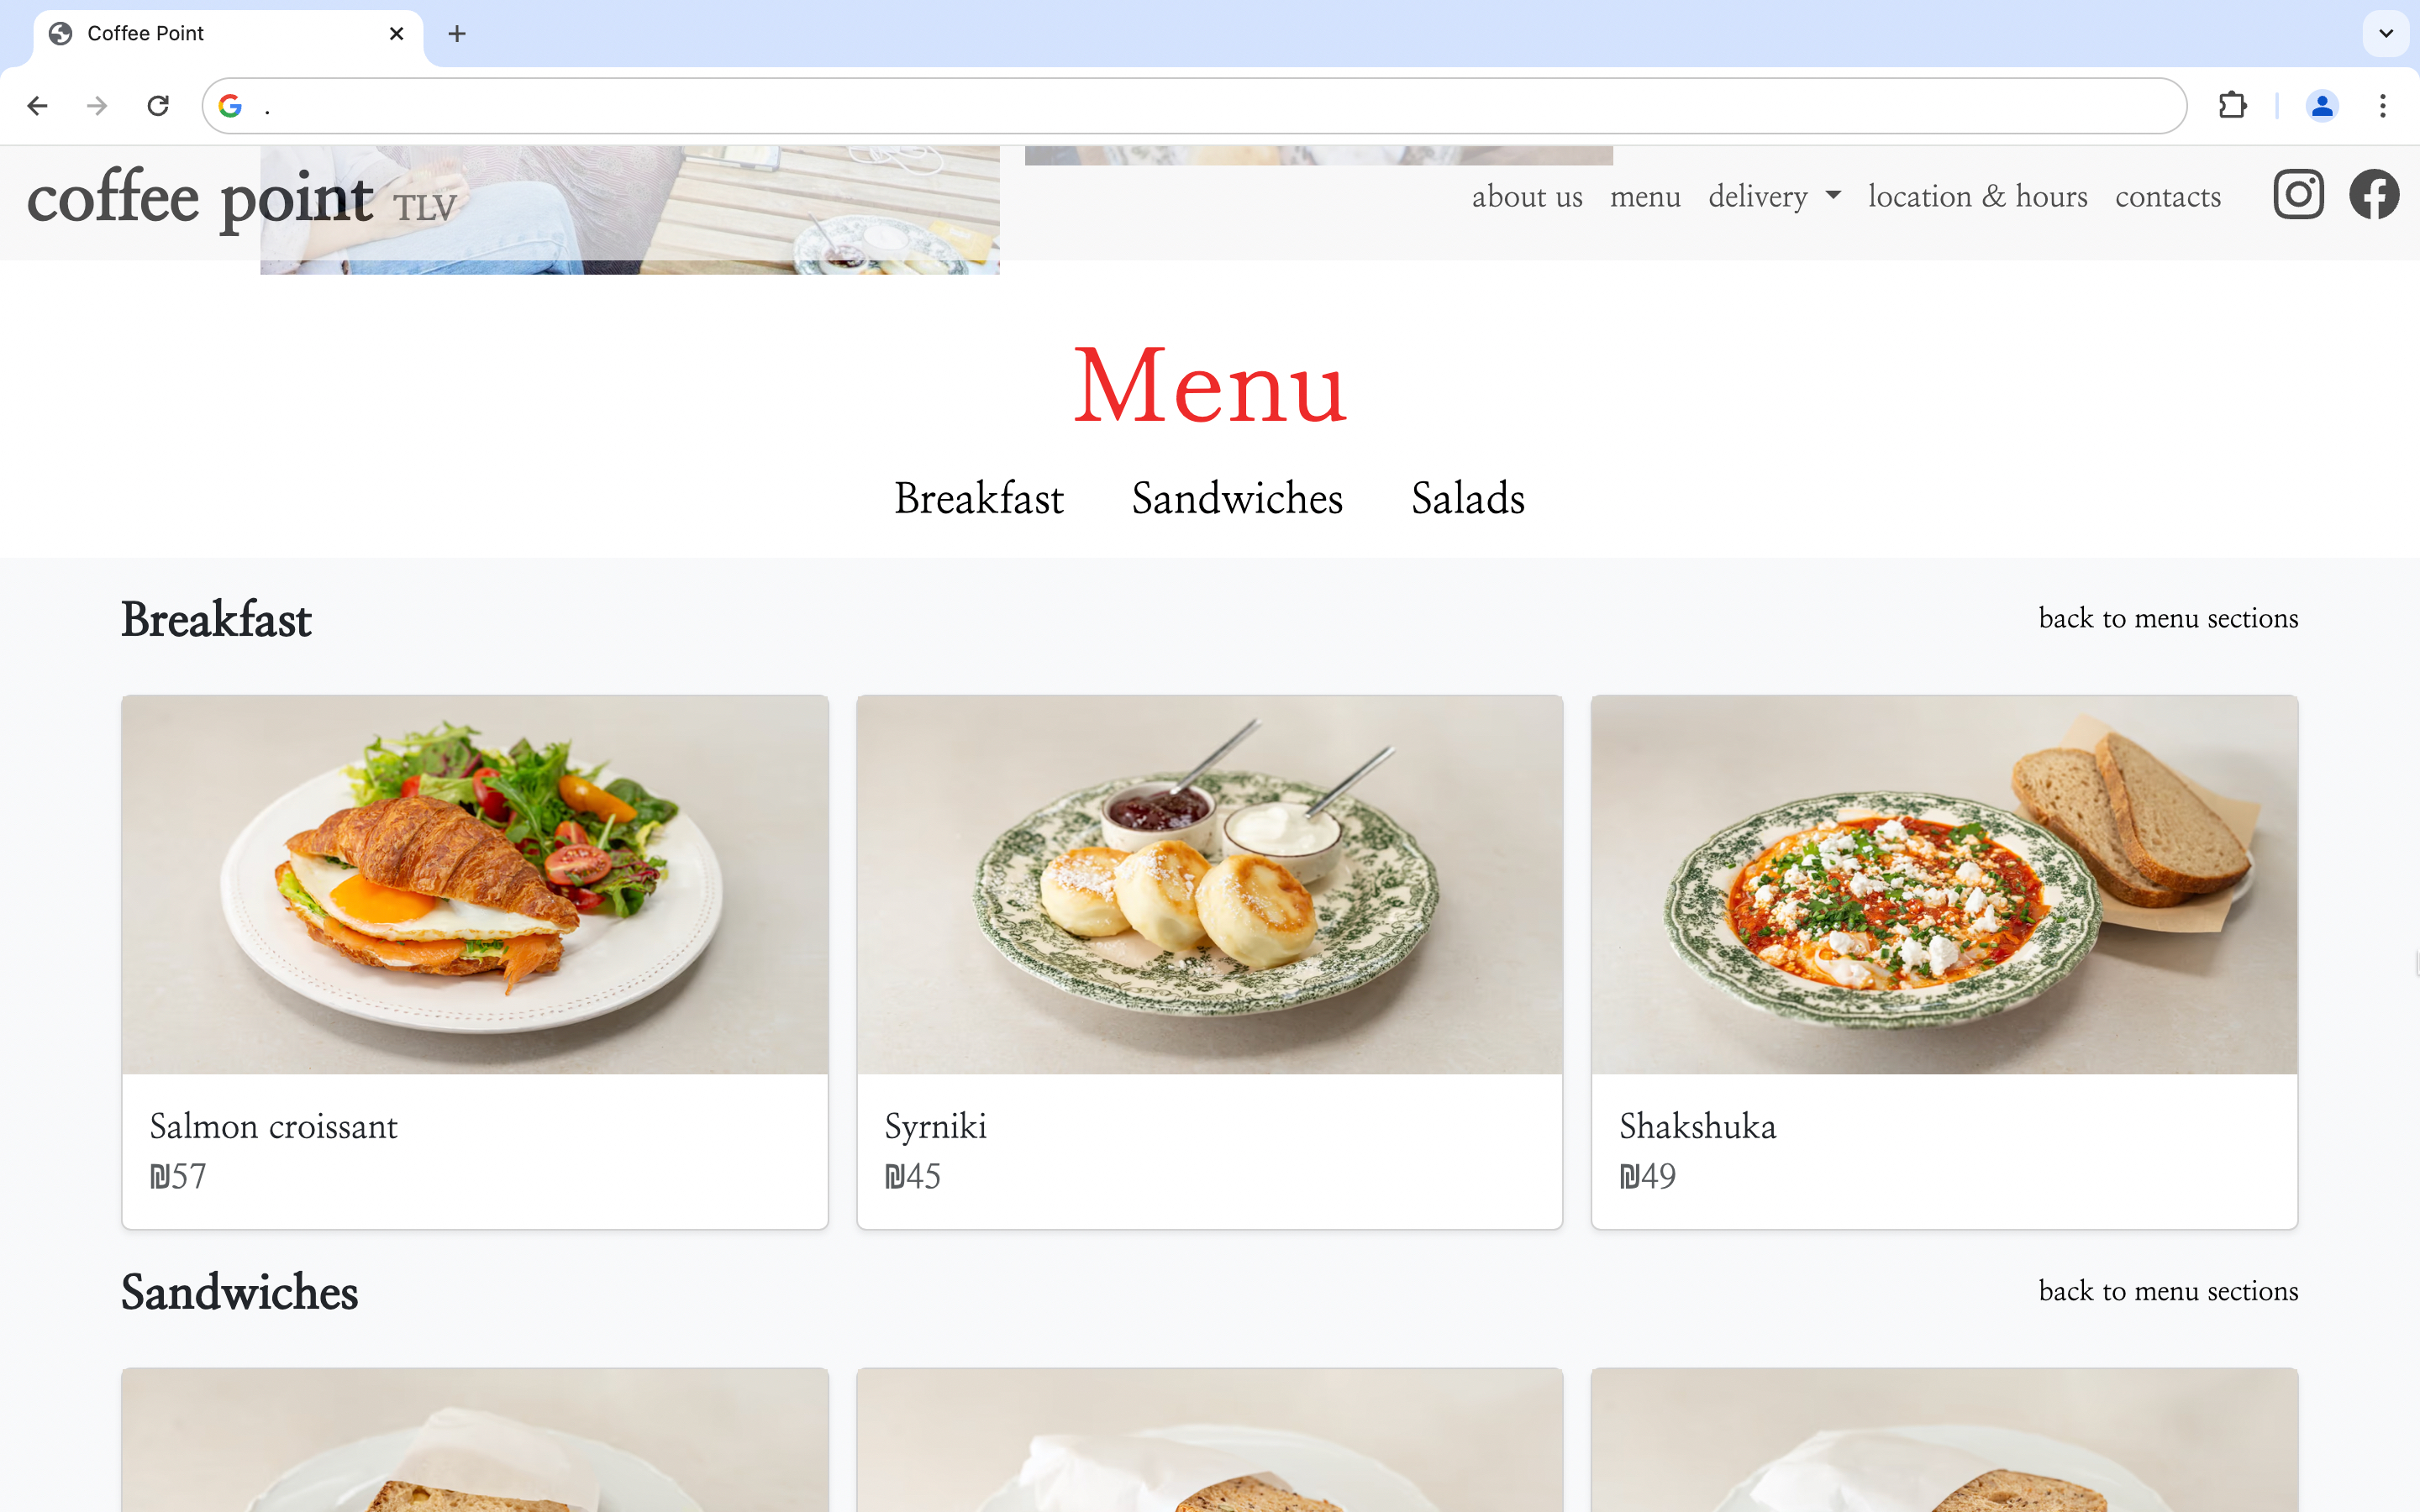 Coffee Point
.
coffee point TLV
about us menu delivery location & hours contacts
Menu
Breakfast Sandwiches Salads
Breakfast
back to menu sections
Salmon croissant
₪57
Syrniki
₪45
Shakshuka
₪49
Sandwiches
back to menu sections